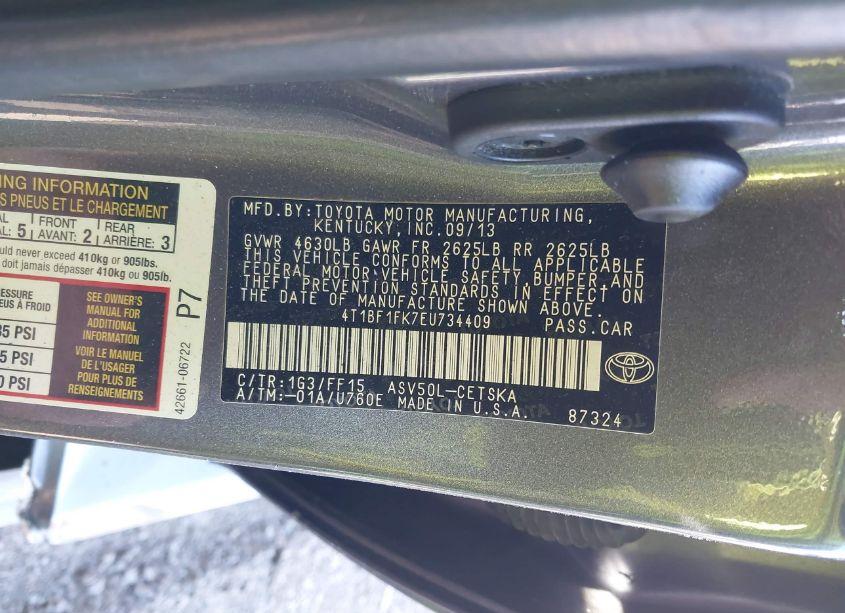 NG INFORMATION
S PNEUS ET LE CHARGEMENT
AL: 5 FRONT AVANT: 2 REAR ARRIÈRE: 3
ould never exceed 410kg or 905lbs.
doit jamais dépasser 410kg ou 905lb.
ESSURE
EUS À FROID
35 PSI
5 PSI
0 PSI
SEE OWNER'S
MANUAL FOR
ADDITIONAL
INFORMATION
VOIR LE MANUEL
DE L'USAGER
POUR PLUS DE
RENSEIGNEMENTS
P7
42661-06722
MFD.BY:TOYOTA MOTOR MANUFACTURING,
KENTUCKY,INC.09/13
GVWR 4630LB GAWR FR 2625LB RR 2625LB
THIS VEHICLE CONFORMS TO ALL APPLICABLE
FEDERAL MOTOR VEHICLE SAFETY,BUMPER,AND
THEFT PREVENTION STANDARDS IN EFFECT ON
THE DATE OF MANUFACTURE SHOWN ABOVE.
4T1BF1FK7EU734409 PASS.CAR
C/TR:1G3/FF15 ASV50L-CETSKA
A/TM:-01A/U760E MADE IN U.S.A. 87324